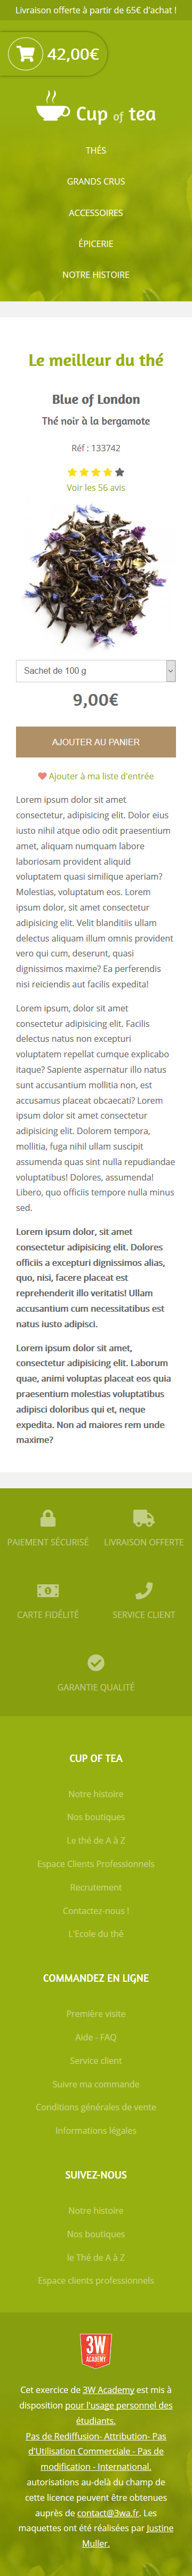 Livraison offerte à partir de 65€ d'achat !
42,00€
Cup of tea
THÉS
GRANDS CRUS
ACCESSOIRES
ÉPICERIE
NOTRE HISTOIRE
Le meilleur du thé
Blue of London
Thé noir à la bergamote
Réf : 133742
Voir les 56 avis
Sachet de 100 g
9,00€
AJOUTER AU PANIER
Ajouter à ma liste d'entrée
Lorem ipsum dolor sit amet
consectetur, adipisicing elit. Dolor eius
iusto nihil atque odio odit praesentium
amet, aliquam numquam labore
laboriosam provident aliquid
voluptatem quasi similique aperiam?
Molestias, voluptatum eos. Lorem
ipsum dolor, sit amet consectetur
adipisicing elit. Velit blanditiis ullam
delectus aliquam illum omnis provident
vero qui cum, deserunt, quasi
dignissimos maxime? Ea perferendis
nisi reiciendis aut facilis expedita!
Lorem ipsum, dolor sit amet
consectetur adipisicing elit. Facilis
delectus natus non excepturi
voluptatem repellat cumque explicabo
itaque? Sapiente aspernatur illo natus
sunt accusantium mollitia non, est
accusamus placeat obcaecati? Lorem
ipsum dolor sit amet consectetur
adipisicing elit. Dolorem tempora,
mollitia, fuga nihil ullam suscipit
assumenda quas sint nulla repudiandae
voluptatibus! Dolores, assumenda!
Libero, quo officiis tempore nulla minus
sed.
Lorem ipsum dolor, sit amet
consectetur adipisicing elit. Dolores
officiis a excepturi dignissimos alias,
quo, nisi, facere placeat est
reprehenderit illo veritatis! Ullam
accusantium cum necessitatibus est
natus iusto adipisci.
Lorem ipsum dolor sit amet,
consectetur adipisicing elit. Laborum
quae, animi voluptas placeat eos quia
praesentium molestias voluptatibus
adipisci doloribus qui et, neque
expedita. Non ad maiores rem unde
maxime?
PAIEMENT SÉCURISÉ
LIVRAISON OFFERTE
CARTE FIDÉLITÉ
SERVICE CLIENT
GARANTIE QUALITÉ
CUP OF TEA
Notre histoire
Nos boutiques
Le thé de A à Z
Espace Clients Professionnels
Recrutement
Contactez-nous !
L'Ecole du thé
COMMANDEZ EN LIGNE
Première visite
Aide - FAQ
Service client
Suivre ma commande
Conditions générales de vente
Informations légales
SUIVEZ-NOUS
Notre histoire
Nos boutiques
le Thé de A à Z
Espace clients professionnels
3W
ACADEMY
Cet exercice de 3W Academy est mis à
disposition pour l'usage personnel des
étudiants.
Pas de Rediffusion- Attribution- Pas
d'Utilisation Commerciale - Pas de
modification - International.
autorisations au-delà du champ de
cette licence peuvent être obtenues
auprès de contact@3wa.fr. Les
maquettes ont été réalisées par Justine
Muller.